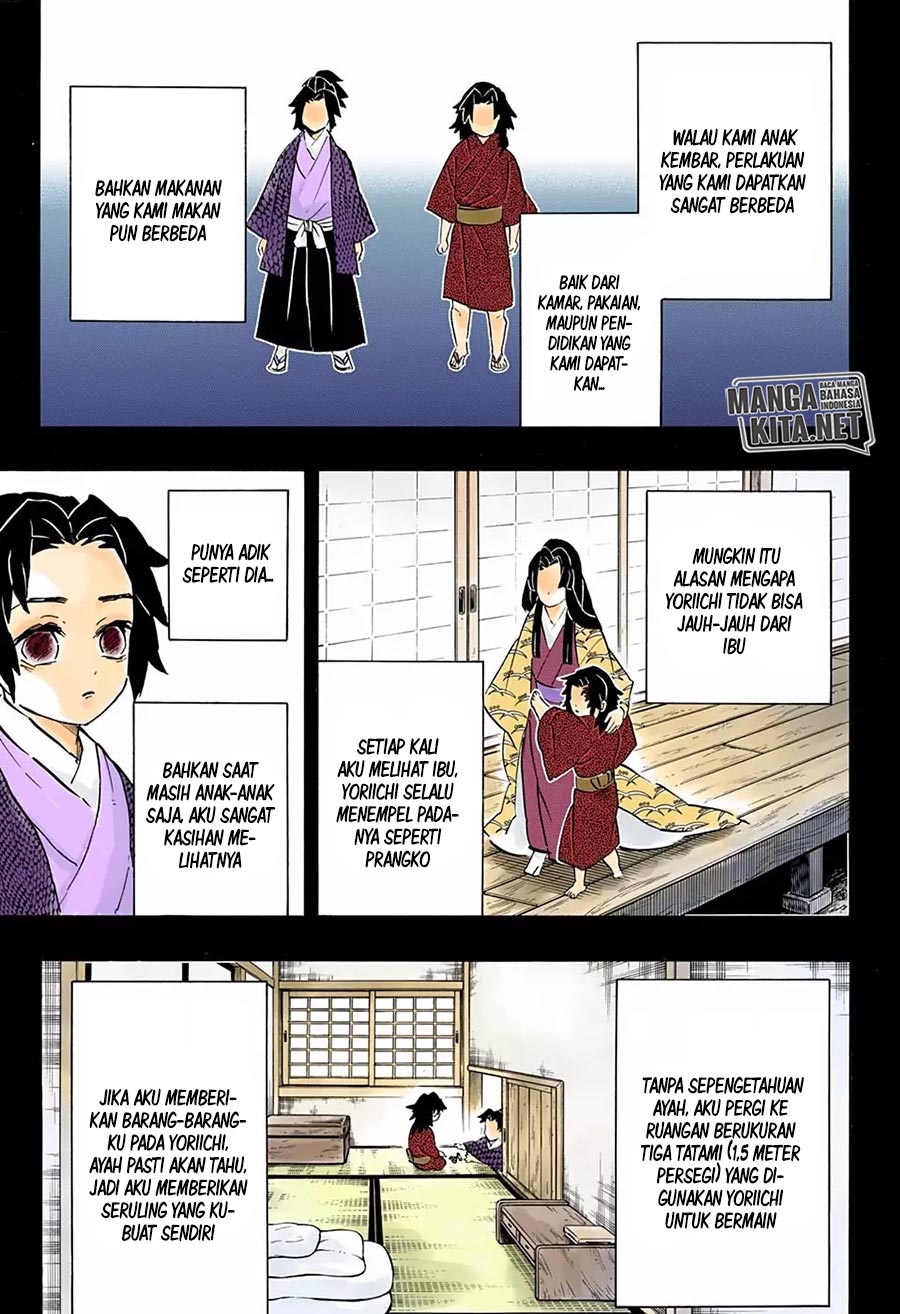 WALAU KAMI ANAK
KEMBAR, PERLAKUAN
YANG KAMI DAPATKAN
SANGAT BERBEDA
BAIK DARI
KAMAR, PAKAIAN,
MAUPUN PEN-
DIDIKAN YANG
KAMI DAPAT-
KAN...
BAHKAN MAKANAN
YANG KAMI MAKAN
PUN BERBEDA
MANGA
KITA.NET
BACA MANGA
BAHASA
INDONESIA
MUNGKIN ITU
ALASAN MENGAPA
YORIICHI TIDAK BISA
JAUH-JAUH DARI
IBU
SETIAP KALI
AKU MELIHAT IBU,
YORIICHI SELALU
MENEMPEL PADA-
NYA SEPERTI
PRANGKO
PUNYA ADIK
SEPERTI DIA...
BAHKAN SAAT
MASIH ANAK-ANAK
SAJA, AKU SANGAT
KASIHAN ME-
LIHATNYA
TANPA SEPENGETAHUAN
AYAH, AKU PERGI KE
RUANGAN BERUKURAN
TIGA TATAMI (1,5 METER
PERSEGI) YANG DI-
GUNAKAN YORIICHI
UNTUK BERMAIN
JIKA AKU MEMBERI-
KAN BARANG-BARANG-
KU PADA YORIICHI,
AYAH PASTI AKAN TAHU,
JADI AKU MEMBERIKAN
SERULING YANG KU-
BUAT SENDIRI